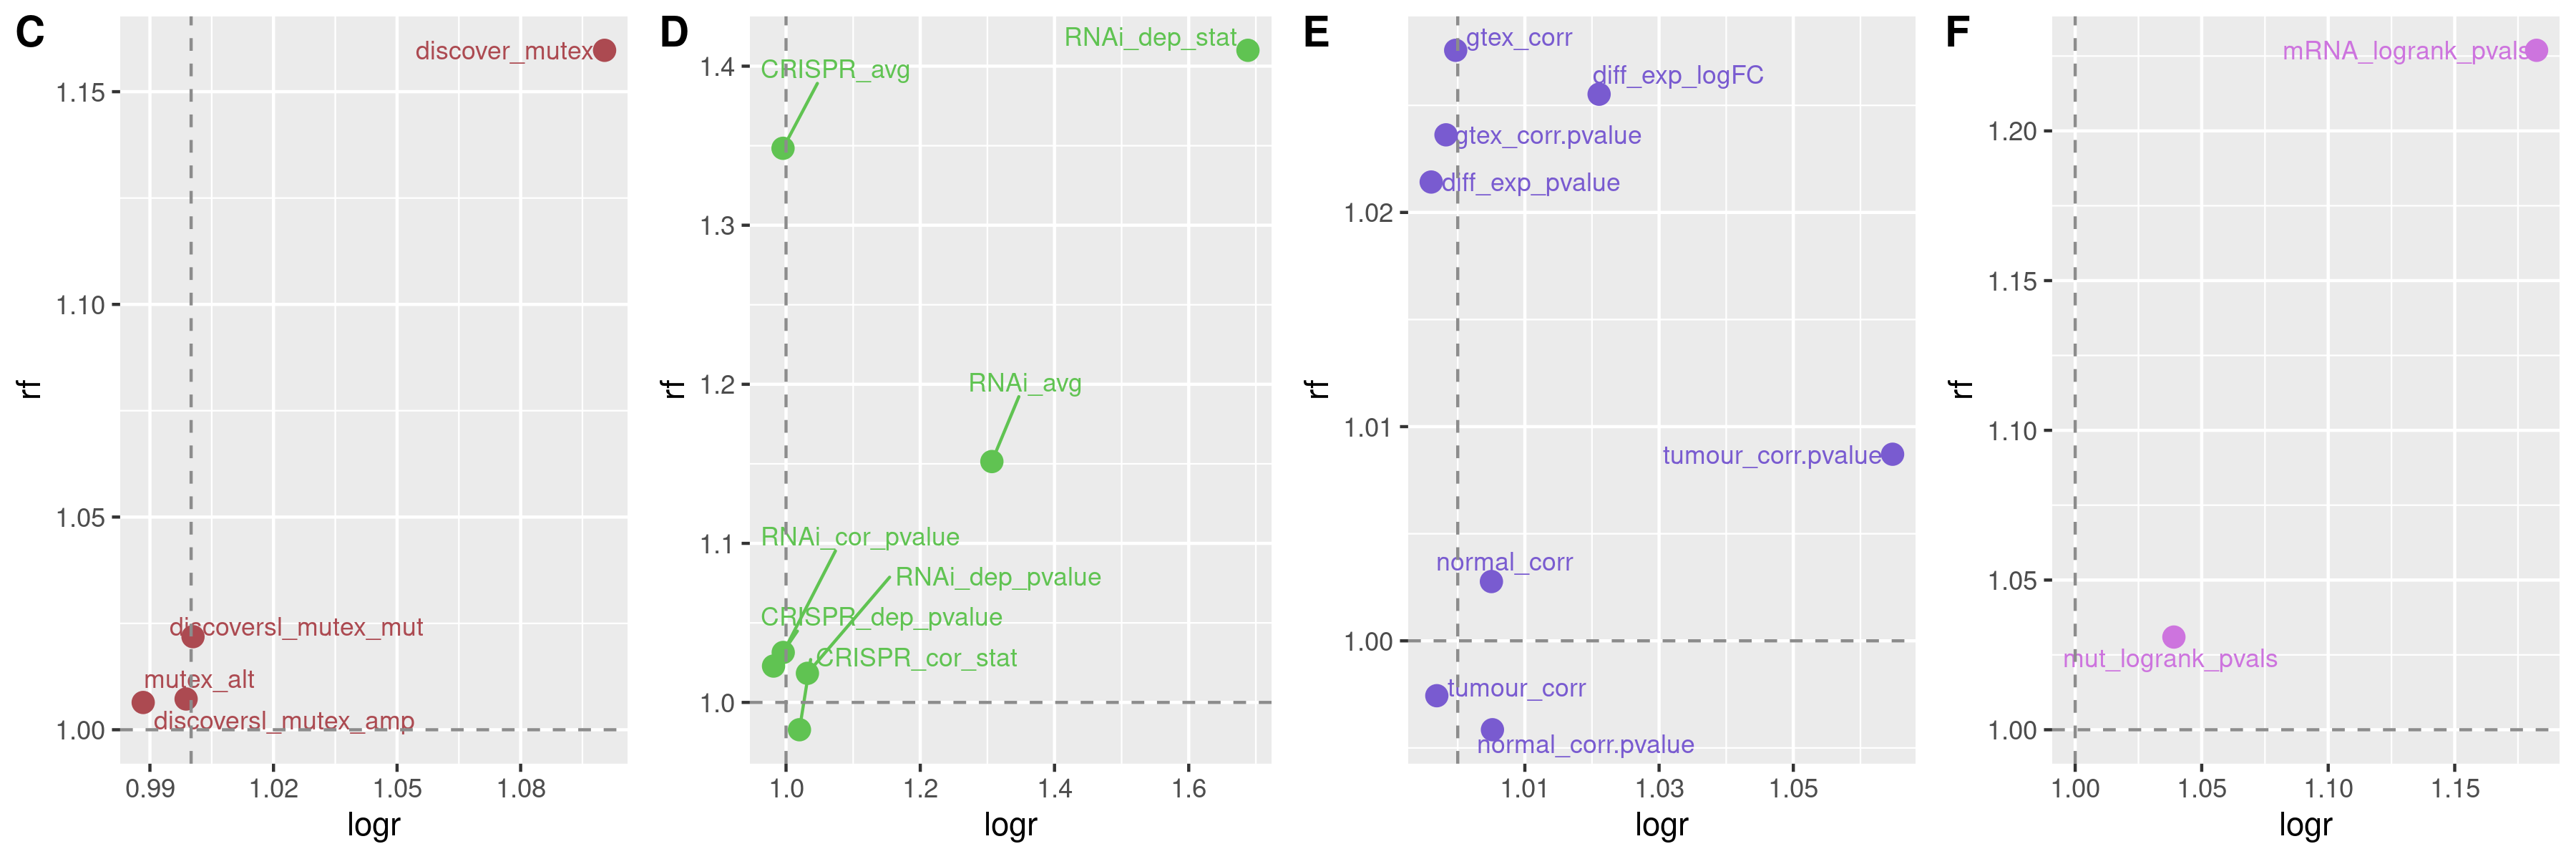 C
rf
1.15
1.10
1.05
1.00
discover_mutex
discoversl_mutex_mut
mutex_alt
discoversl_mutex_amp
0.99 1.02 1.05 1.08
logr
D
rf
1.4
1.3
1.2
1.1
1.0
RNAi_dep_stat
CRISPR_avg
RNAi_avg
RNAi_cor_pvalue
RNAi_dep_pvalue
CRISPR_dep_pvalue
CRISPR_cor_stat
1.0 1.2 1.4 1.6
logr
E
rf
1.02
1.01
1.00
gtex_corr
diff_exp_logFC
gtex_corr.pvalue
diff_exp_pvalue
tumour_corr.pvalue
normal_corr
tumour_corr
normal_corr.pvalue
1.01 1.03 1.05
logr
F
rf
1.20
1.15
1.10
1.05
1.00
mRNA_logrank_pvals
mut_logrank_pvals
1.00 1.05 1.10 1.15
logr